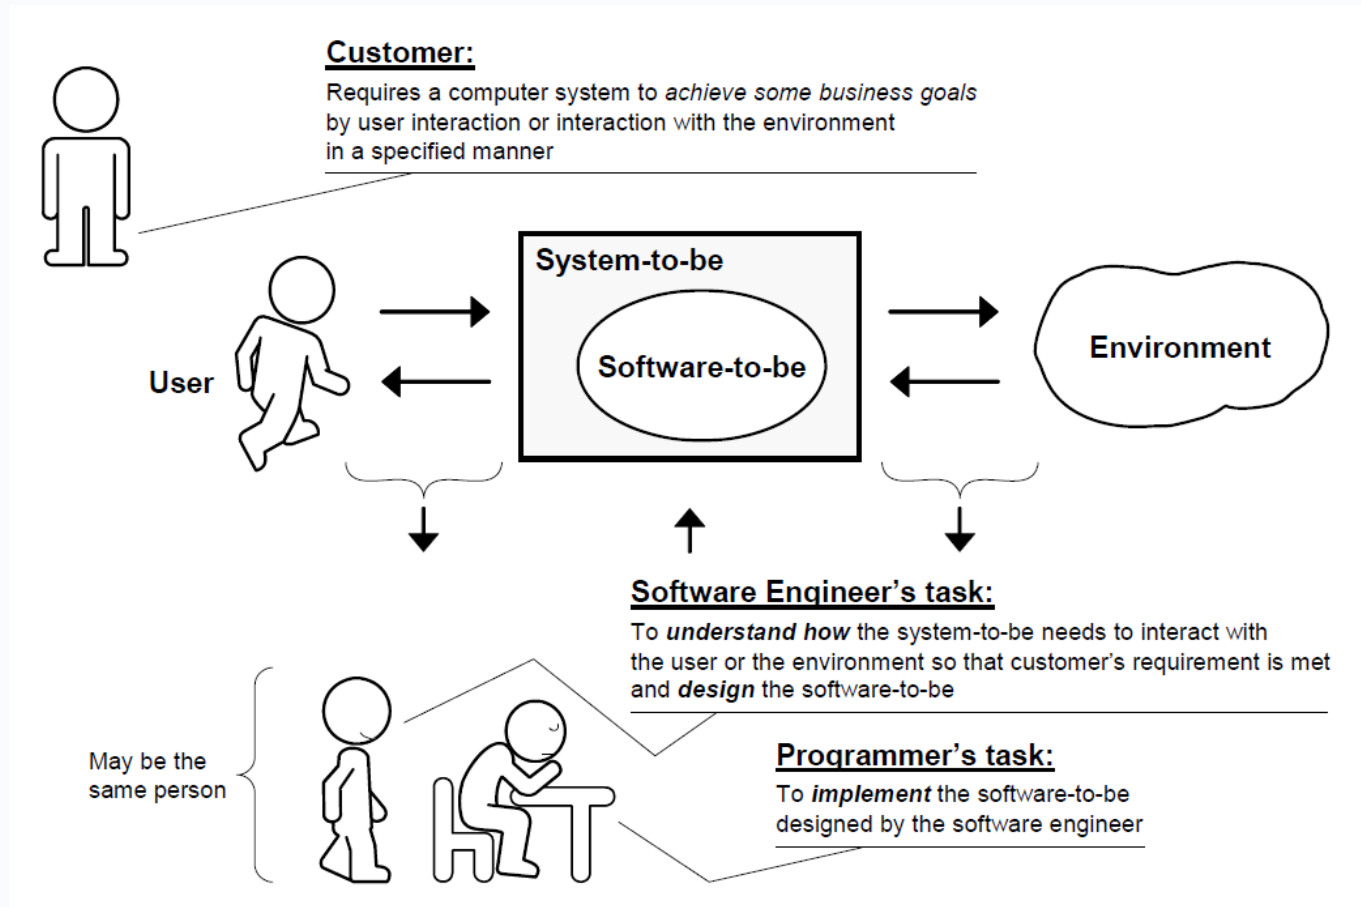 Customer:
Requires a computer system to achieve some business goals
by user interaction or interaction with the environment
in a specified manner
System-to-be
Software-to-be
User
Environment
Software Engineer's task:
To understand how the system-to-be needs to interact with
the user or the environment so that customer's requirement is met
and design the software-to-be
May be the
same person
Programmer's task:
To implement the software-to-be
designed by the software engineer